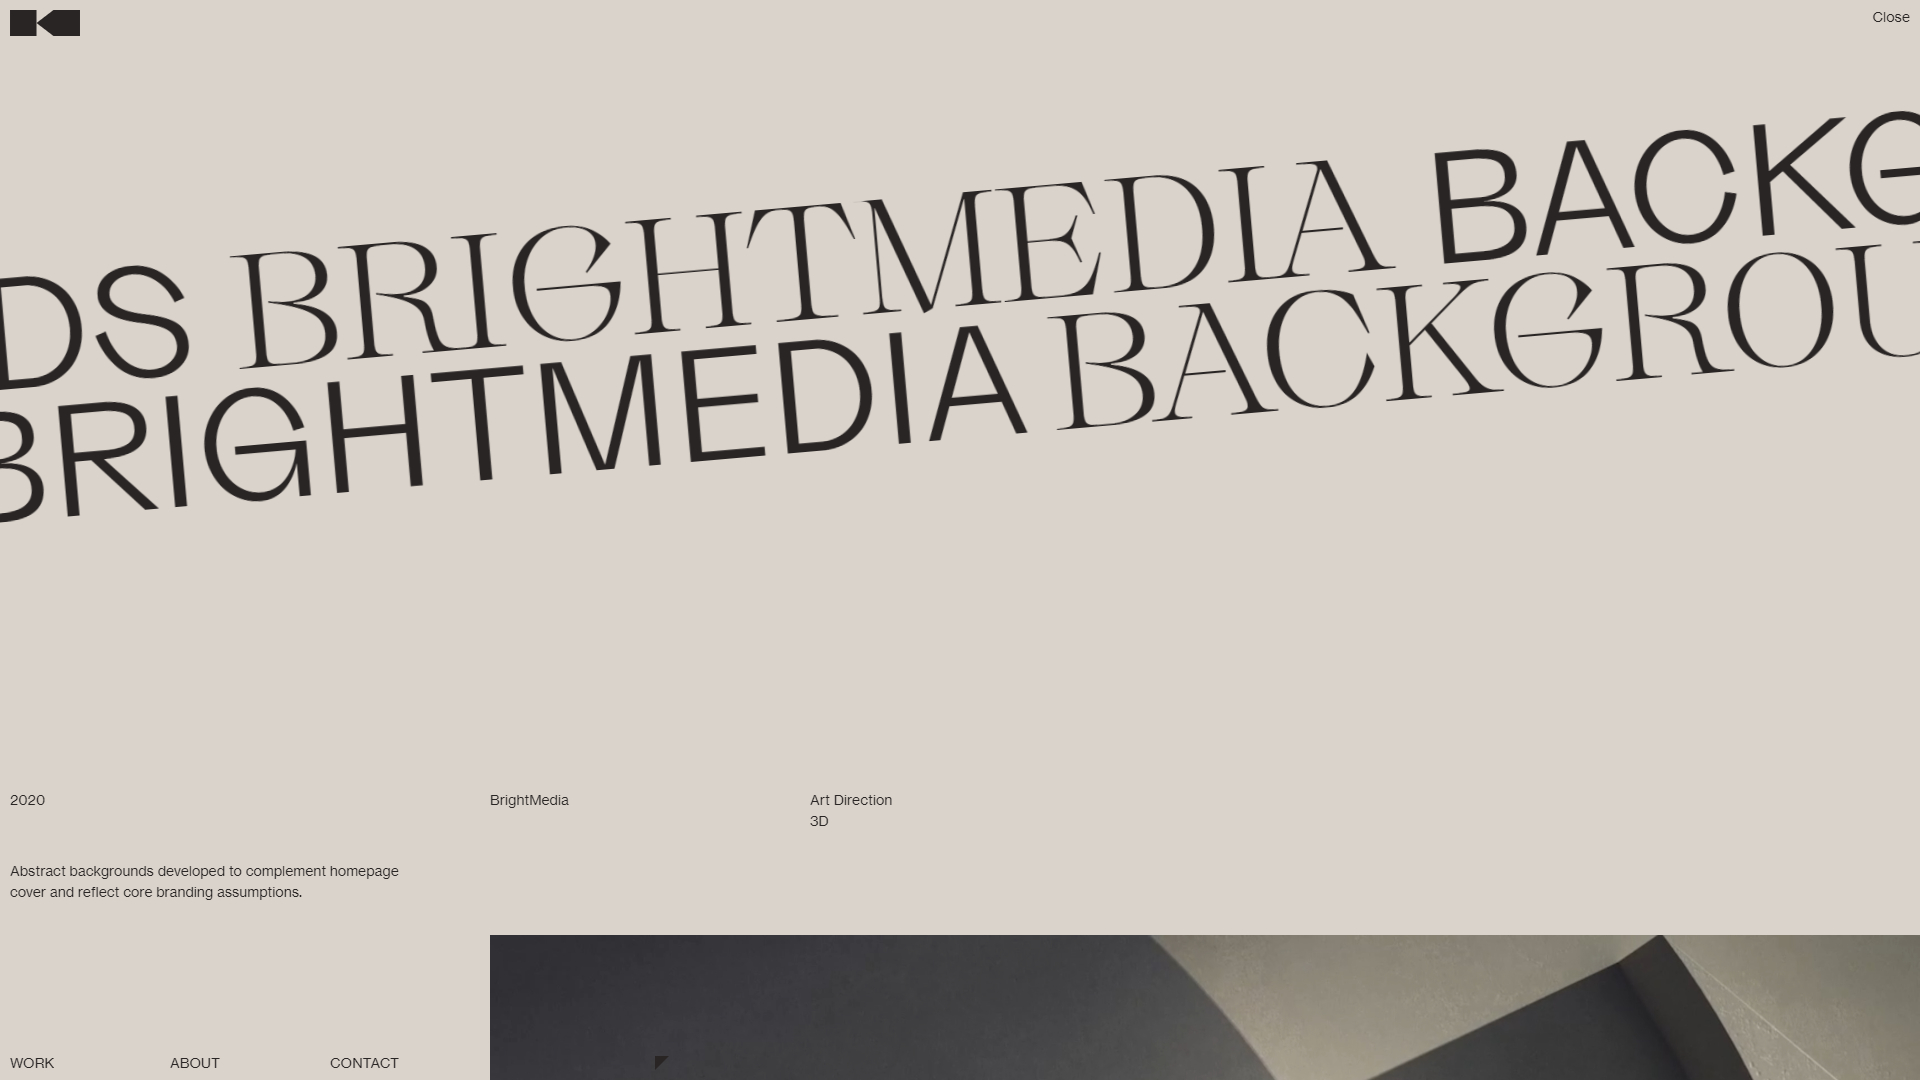 Close
DS BRIGHTMEDIA BACKG
BRIGHTMEDIA BACKGROU
2020
BrightMedia
Art Direction
3D
Abstract backgrounds developed to complement homepage
cover and reflect core branding assumptions.
WORK
ABOUT
CONTACT